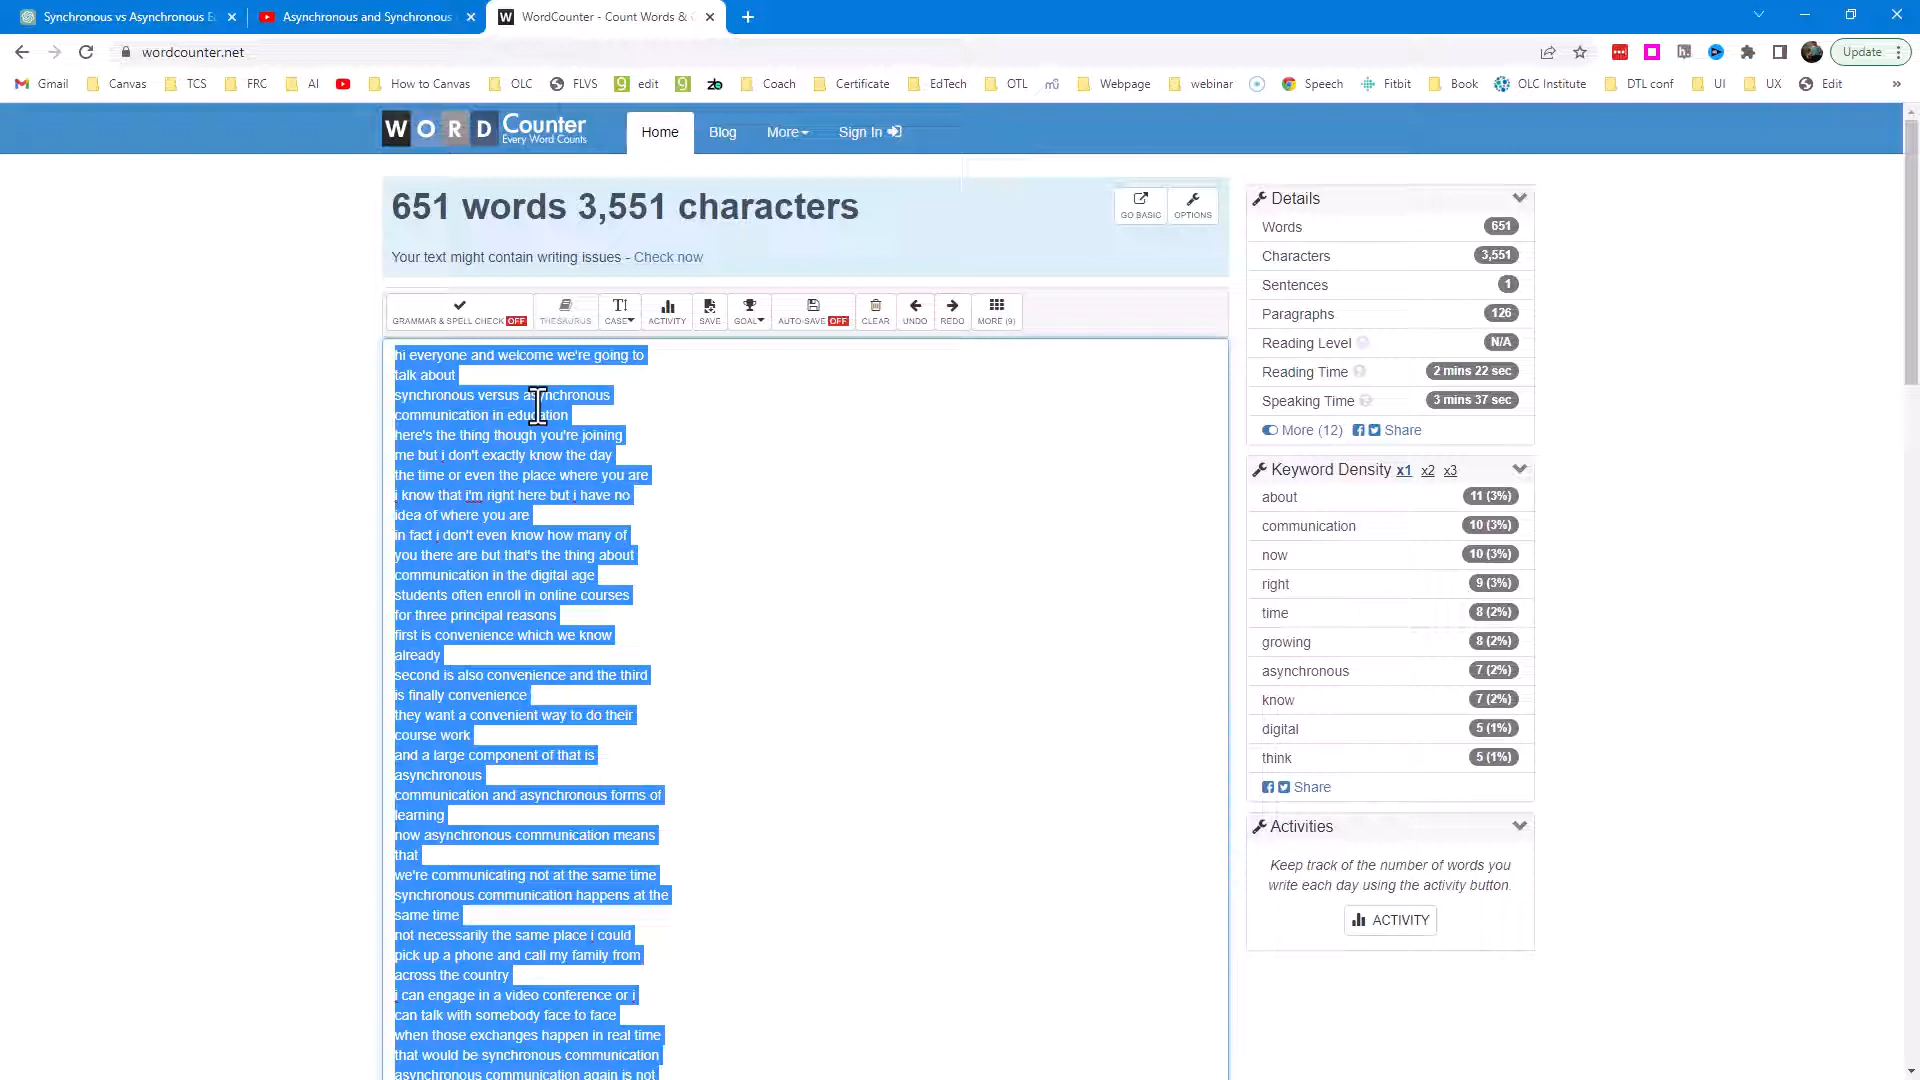 Synchronous vs Asynchronous E
Asynchronous and Synchronous
WordCounter - Count Words &
wordcounter.net
Update
Gmail
Canvas
TCS
FRC
AI
How to Canvas
OLC
FLVS
edit
Coach
Certificate
EdTech
OTL
Webpage
webinar
Speech
Fitbit
Book
OLC Institute
DTL conf
UI
UX
Edit
»
WORD Counter
Every Word Counts
Home
Blog
More
Sign In
651 words 3,551 characters
GO BASIC
OPTIONS
Your text might contain writing issues - Check now
GRAMMAR & SPELL CHECK OFF
THESAURUS
CASE
ACTIVITY
SAVE
GOAL
AUTO-SAVE OFF
CLEAR
UNDO
REDO
MORE (9)
hi everyone and welcome we're going to
talk about
synchronous versus asynchronous
communication in education
here's the thing though you're joining
me but i don't exactly know the day
the time or even the place where you are
i know that i'm right here but i have no
idea of where you are
in fact i don't even know how many of
you there are but that's the thing about
communication in the digital age
students often enroll in online courses
for three principal reasons
first is convenience which we know
already
second is also convenience and the third
is finally convenience
they want a convenient way to do their
course work
and a large component of that is
asynchronous
communication and asynchronous forms of
learning
now asynchronous communication means
that
we're communicating not at the same time
synchronous communication happens at the
same time
not necessarily the same place i could
pick up a phone and call my family from
across the country
i can engage in a video conference or i
can talk with somebody face to face
when those exchanges happen in real time
that would be synchronous communication
asynchronous communication again is not
Details
Words 651
Characters 3,551
Sentences 1
Paragraphs 126
Reading Level N/A
Reading Time 2 mins 22 sec
Speaking Time 3 mins 37 sec
More (12) Share
Keyword Density x1 x2 x3
about 11 (3%)
communication 10 (3%)
now 10 (3%)
right 9 (3%)
time 8 (2%)
growing 8 (2%)
asynchronous 7 (2%)
know 7 (2%)
digital 5 (1%)
think 5 (1%)
Share
Activities
Keep track of the number of words you
write each day using the activity button.
ACTIVITY